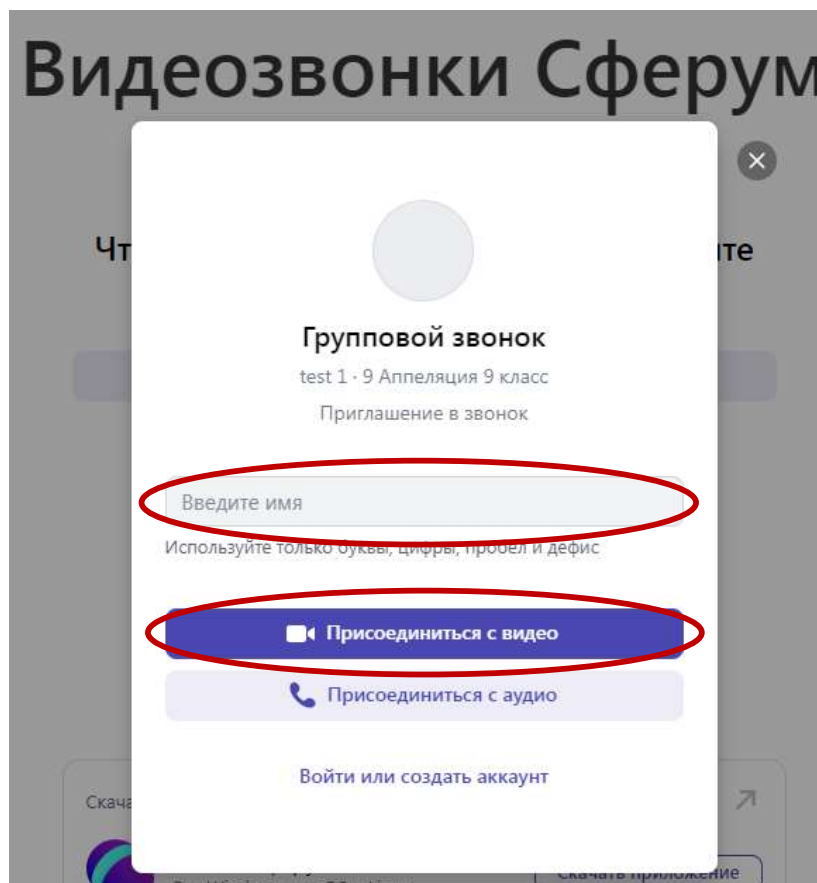 Видеозвонки Сферум
Групповой звонок
test 1 · 9 Аппеляция 9 класс
Приглашение в звонок
Введите имя
Используйте только буквы, цифры, пробел и дефис
Присоединиться с видео
Присоединиться с аудио
Войти или создать аккаунт
Скачать приложение